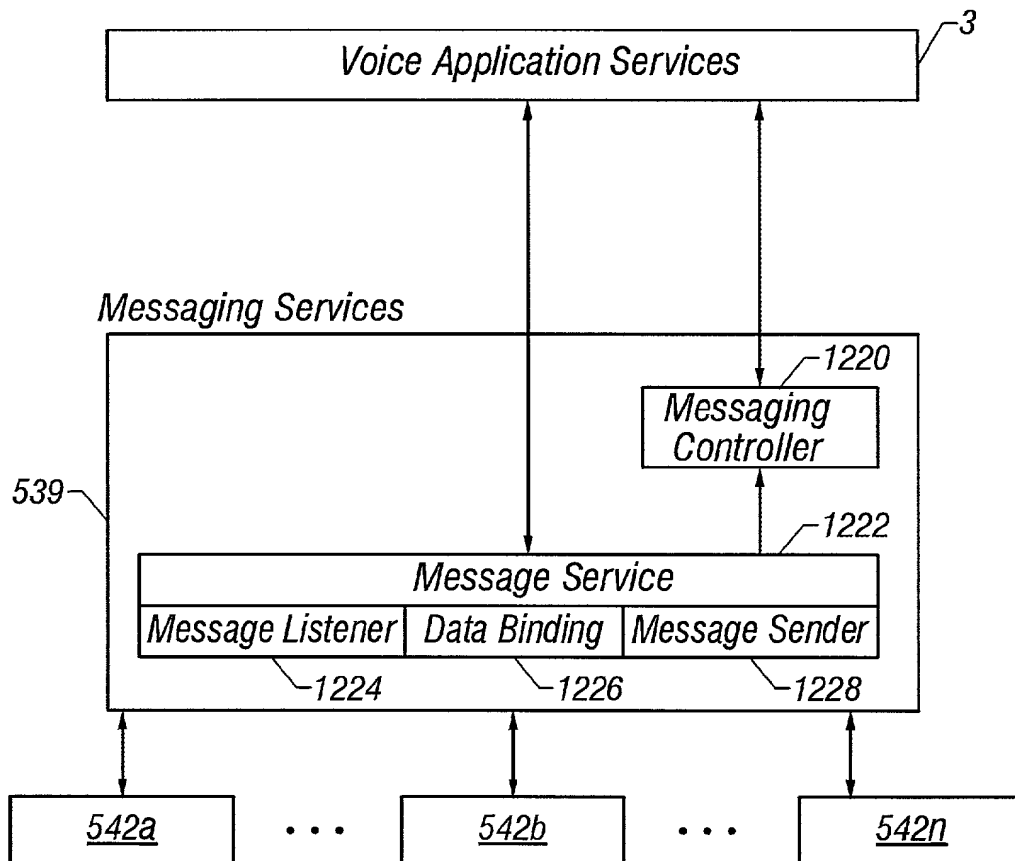 3
Voice Application Services
Messaging Services
1220
Messaging
Controller
539
1222
Message Service
Message Listener Data Binding Message Sender
1224 1226 1228
542a ... 542b ... 542n